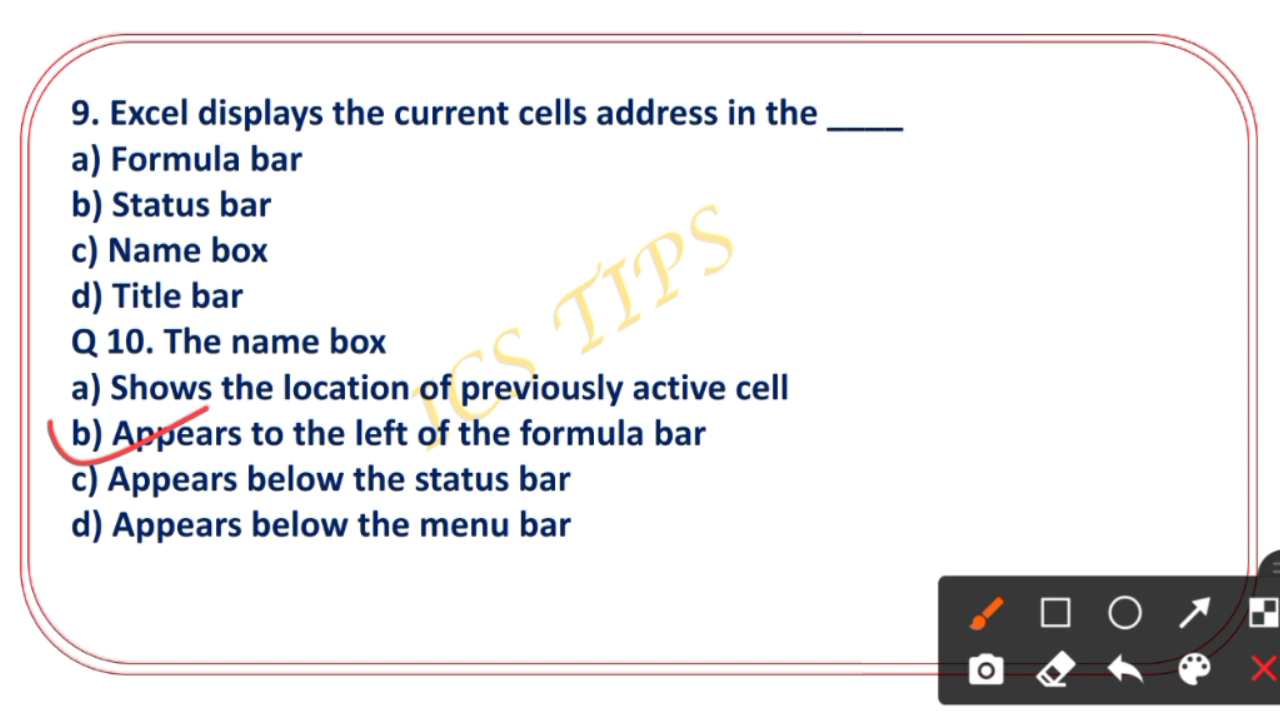 9. Excel displays the current cells address in the ____
a) Formula bar
b) Status bar
c) Name box
d) Title bar
Q 10. The name box
a) Shows the location of previously active cell
b) Appears to the left of the formula bar
c) Appears below the status bar
d) Appears below the menu bar
JCS TIPS